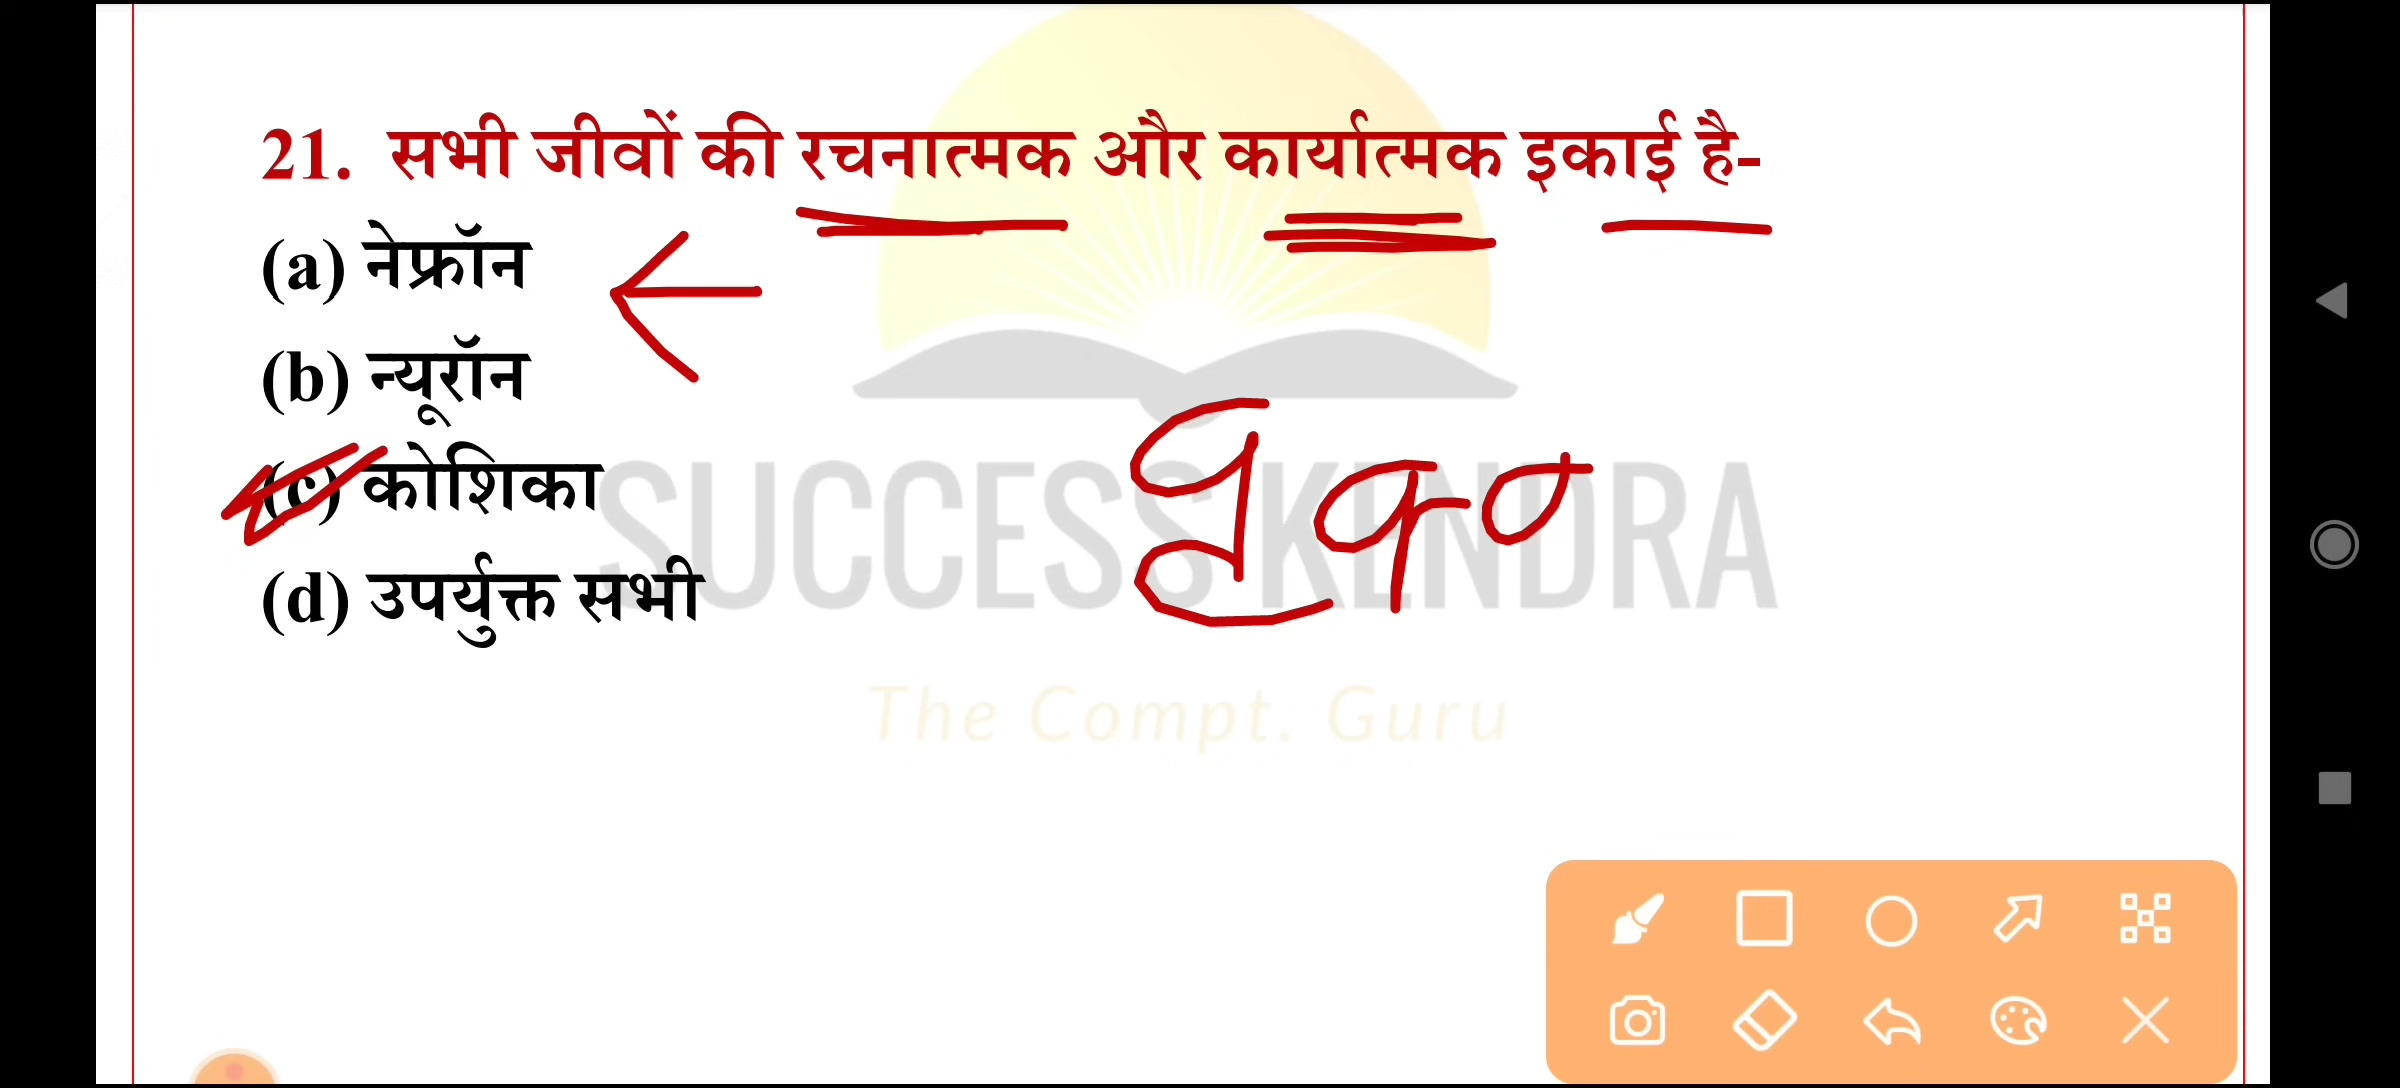 21. सभी जीवों की रचनात्मक और कार्यात्मक इकाई है-
(a) नेफ्रॉन
(b) न्यूरॉन
(c) कोशिका
(d) उपर्युक्त सभी
SUCCESS KENDRA
The Compt. Guru